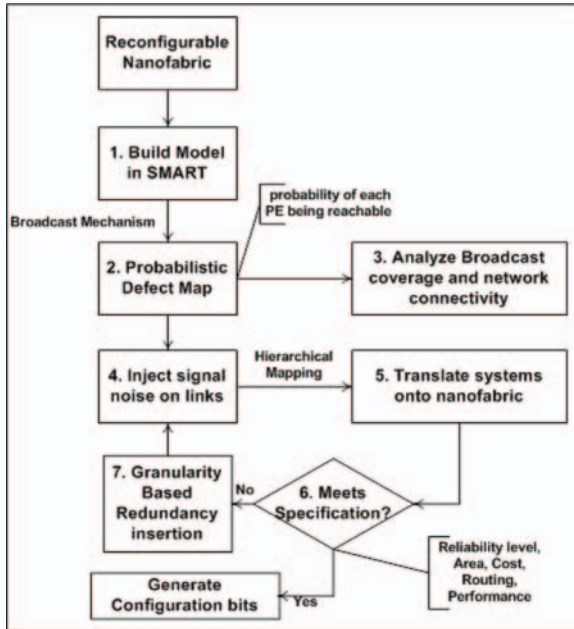 Reconfigurable
Nanofabric
1. Build Model
in SMART
Broadcast Mechanism
probability of each
PE being reachable
2. Probabilistic
Defect Map
3. Analyze Broadcast
coverage and network
connectivity
4. Inject signal
noise on links
Hierarchical
Mapping
5. Translate systems
onto nanofabric
7. Granularity
Based
Redundancy
insertion
No
6. Meets
Specification?
Reliability level,
Area, Cost,
Routing,
Performance
Generate
Configuration bits
Yes